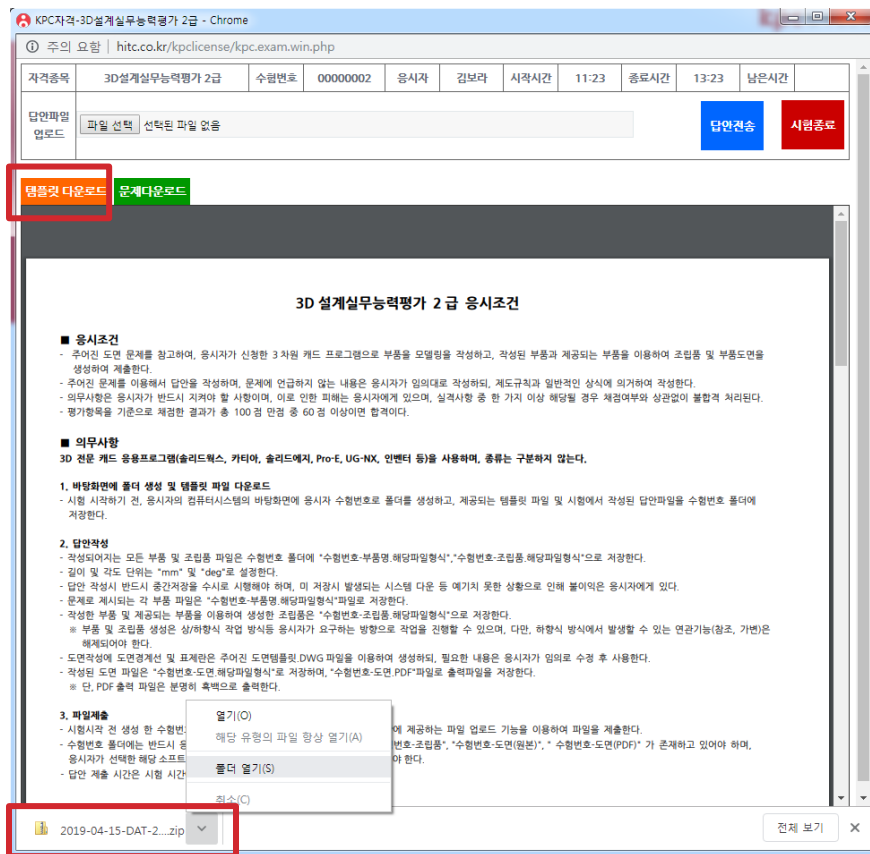 KPC자격-3D설계실무능력평가 2급 - Chrome
주의 요함 | hitc.co.kr/kpclicense/kpc.exam.win.php
자격종목 3D설계실무능력평가 2급 수험번호 00000002 응시자 김보라 시작시간 11:23 종료시간 13:23 남은시간
답안파일
업로드
파일 선택 선택된 파일 없음
답안전송 시험종료
템플릿 다운로드 문제다운로드
3D 설계실무능력평가 2 급 응시조건
■ 응시조건
- 주어진 도면 문제를 참고하여, 응시자가 신청한 3 차원 캐드 프로그램으로 부품을 모델링을 작성하고, 작성된 부품과 제공되는 부품을 이용하여 조립품 및 부품도면을
생성하여 제출한다.
- 주어진 문제를 이용해서 답안을 작성하며, 문제에 언급하지 않는 내용은 응시자가 임의대로 작성하되, 제도규칙과 일반적인 상식에 의거하여 작성한다.
- 의무사항은 응시자가 반드시 지켜야 할 사항이며, 이로 인한 피해는 응시자에게 있으며, 실격사항 중 한 가지 이상 해당될 경우 채점여부와 상관없이 불합격 처리된다.
- 평가항목을 기준으로 채점한 결과가 총 100 점 만점 중 60 점 이상이면 합격이다.
■ 의무사항
3D 전문 캐드 응용프로그램(솔리드웍스, 카티아, 솔리드에지, Pro-E, UG-NX, 인벤터 등)을 사용하며, 종류는 구분하지 않는다.
1. 바탕화면에 폴더 생성 및 템플릿 파일 다운로드
- 시험 시작하기 전, 응시자의 컴퓨터시스템의 바탕화면에 응시자 수험번호로 폴더를 생성하고, 제공되는 템플릿 파일 및 시험에서 작성된 답안파일을 수험번호 폴더에
저장한다.
2. 답안작성
- 작성되어지는 모든 부품 및 조립품 파일은 수험번호 폴더에 "수험번호-부품명.해당파일형식","수험번호-조립품.해당파일형식"으로 저장한다.
- 길이 및 각도 단위는 "mm" 및 "deg"로 설정한다.
- 답안 작성시 반드시 중간저장을 수시로 시행해야 하며, 미 저장시 발생되는 시스템 다운 등 예기치 못한 상황으로 인해 불이익은 응시자에게 있다.
- 문제로 제시되는 각 부품 파일은 "수험번호-부품명.해당파일형식"파일로 저장한다.
- 작성한 부품 및 제공되는 부품을 이용하여 생성한 조립품은 "수험번호-조립품.해당파일형식"으로 저장한다.
※ 부품 및 조립품 생성은 상/하향식 작업 방식등 응시자가 요구하는 방향으로 작업을 진행할 수 있으며, 다만, 하향식 방식에서 발생할 수 있는 연관기능(참조, 가변)은
해제되어야 한다.
- 도면작성에 도면경계선 및 표제란은 주어진 도면템플릿.DWG 파일을 이용하여 생성하되, 필요한 내용은 응시자가 임의로 수정 후 사용한다.
- 작성된 도면 파일은 "수험번호-도면.해당파일형식"로 저장하며, "수험번호-도면.PDF"파일로 출력파일을 저장한다.
※ 단, PDF 출력 파일은 분명히 흑백으로 출력한다.
3. 파일제출
- 시험시작 전 생성 한 수험번 에 제공하는 파일 업로드 기능을 이용하여 파일을 제출한다.
- 수험번호 폴더에는 반드시 응 번호-조립품", "수험번호-도면(원본)", " 수험번호-도면(PDF)" 가 존재하고 있어야 하며,
응시자가 선택한 해당 소프트 야 한다.
- 답안 제출 시간은 시험 시간
열기(O)
해당 유형의 파일 항상 열기(A)
폴더 열기(S)
취소(C)
2019-04-15-DAT-2....zip
전체 보기